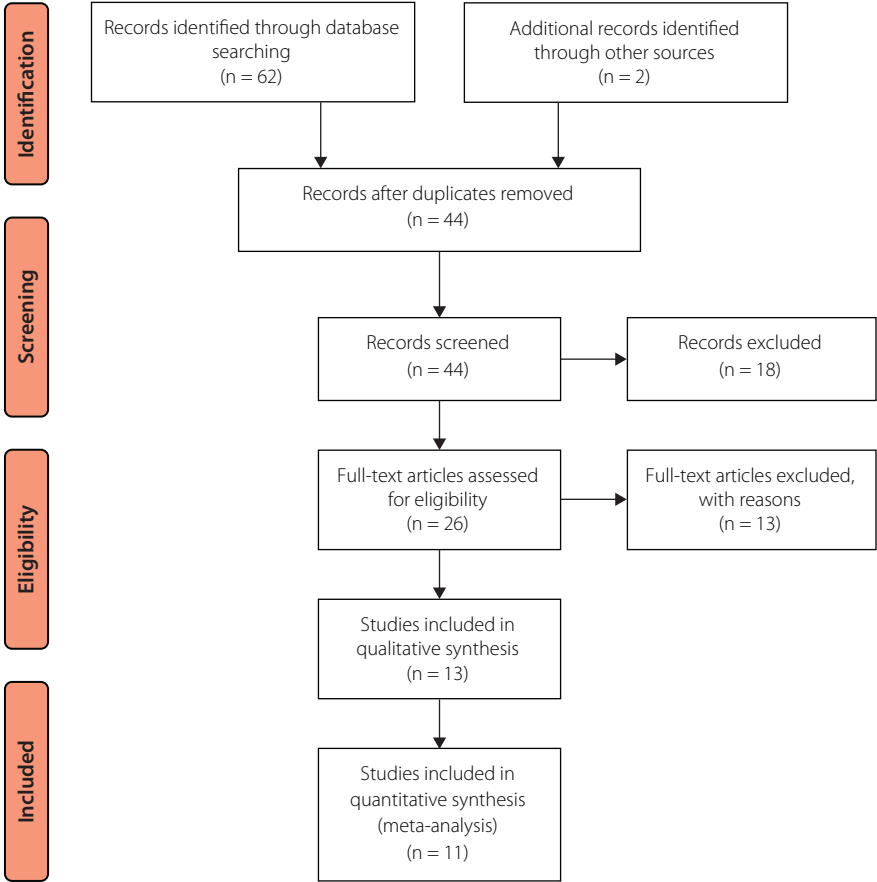 Identification
Records identified through database
searching
(n = 62)
Additional records identified
through other sources
(n = 2)
Records after duplicates removed
(n = 44)
Screening
Records screened
(n = 44)
Records excluded
(n = 18)
Eligibility
Full-text articles assessed
for eligibility
(n = 26)
Full-text articles excluded,
with reasons
(n = 13)
Studies included in
qualitative synthesis
(n = 13)
Included
Studies included in
quantitative synthesis
(meta-analysis)
(n = 11)